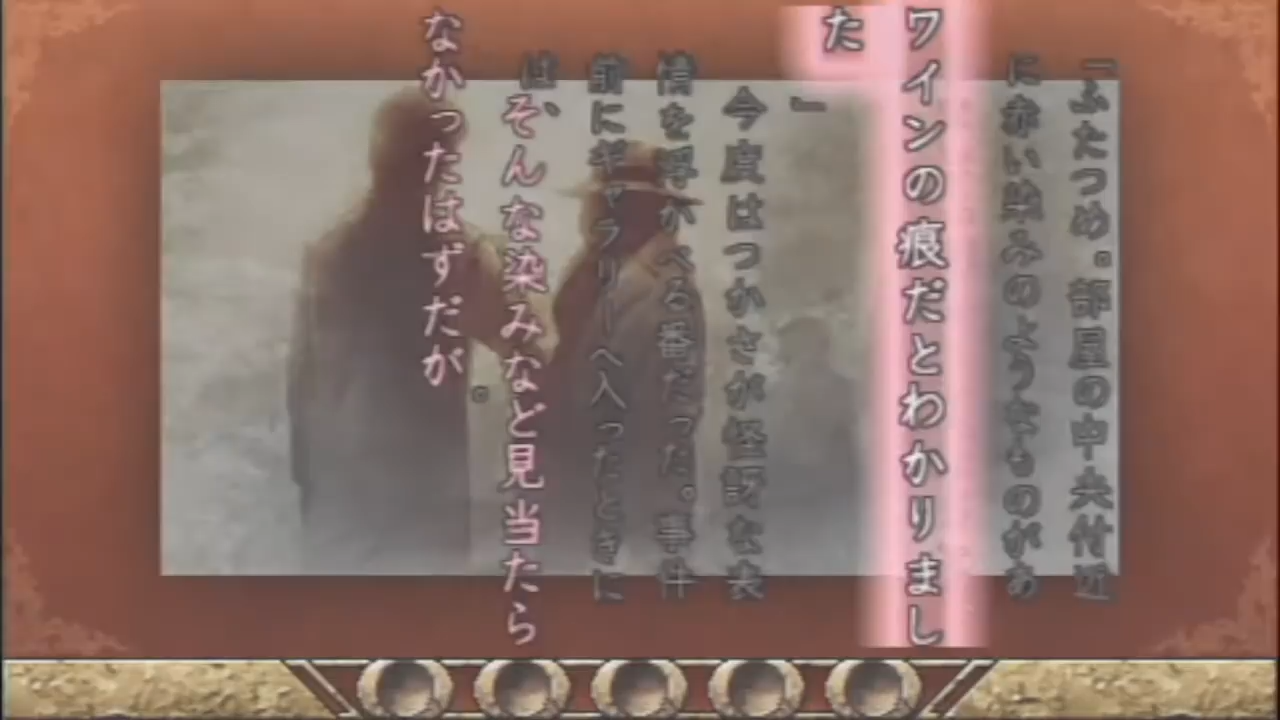 「ふたつめ。部屋の中央付近
に赤い染みのようなものがあ
ワインの痕だとわかりまし
た
」
今度はつかさが怪訝な表
情を浮かべる番だった。事件
前にギャラリーへ入ったときに
は、
そんな染みなど見当たら
なかったはずだが
。